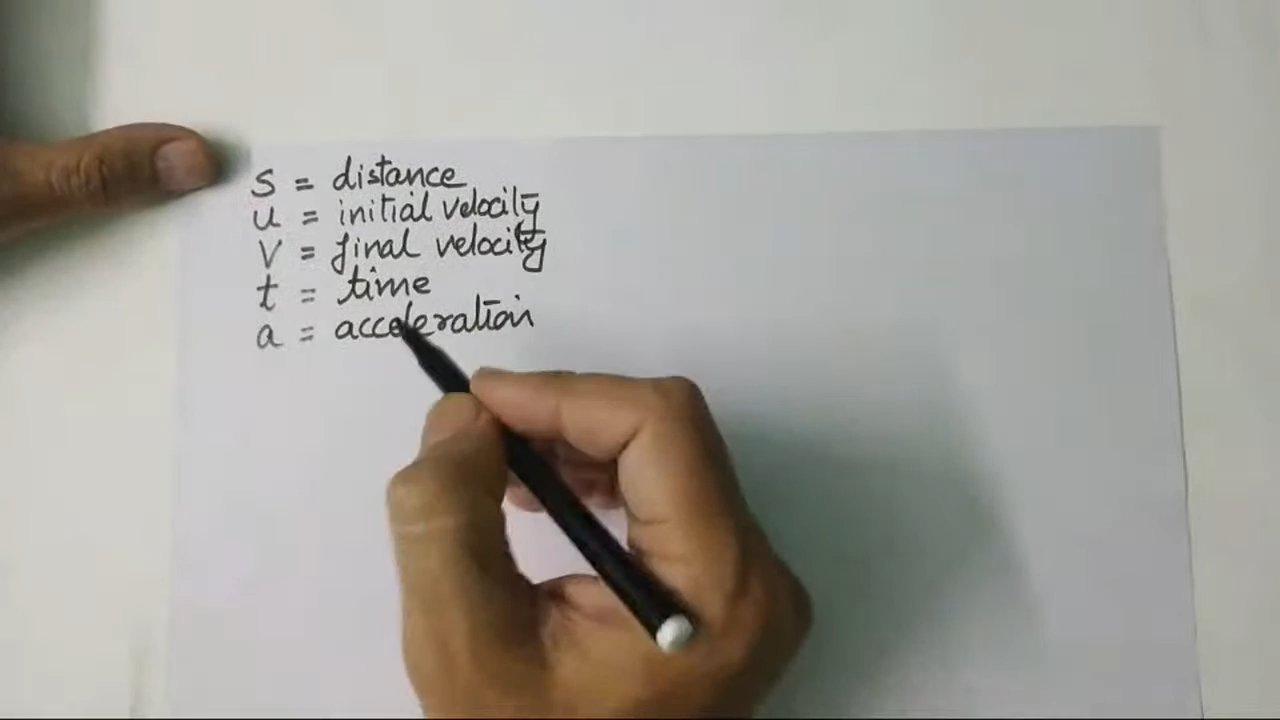 s = distance
u = initial velocity
v = final velocity
t = time
a = acceleration